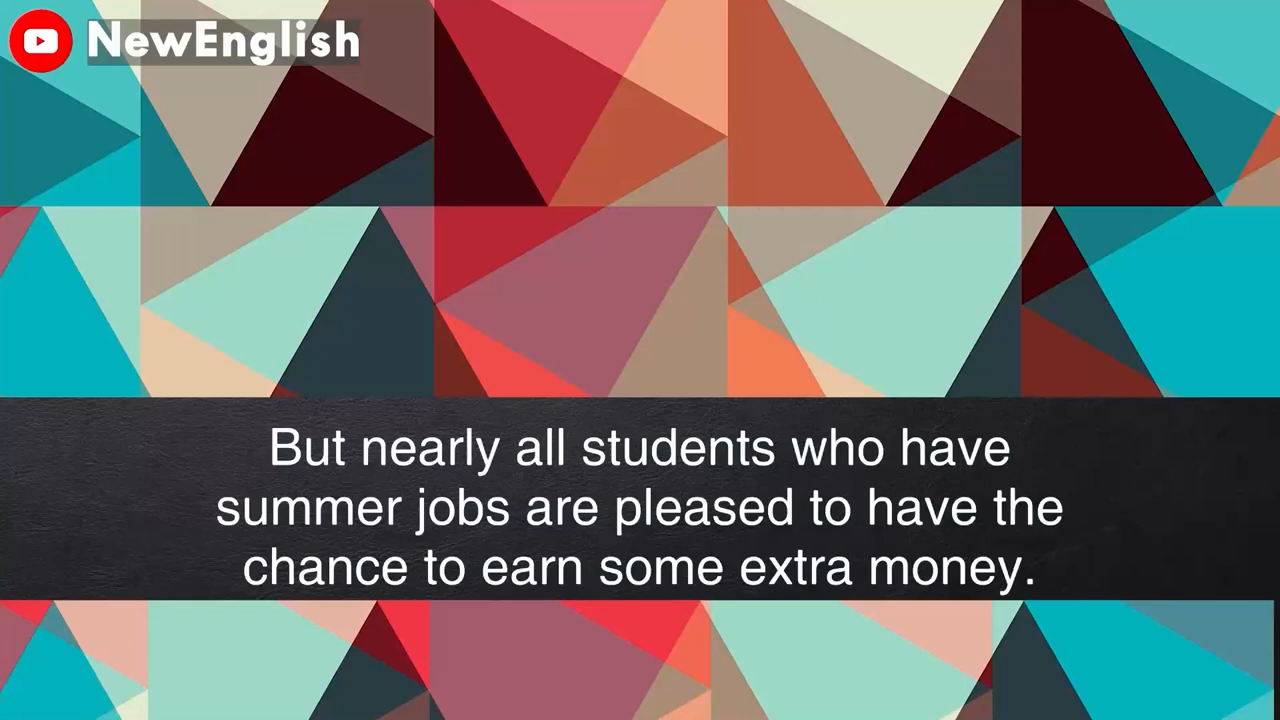 NewEnglish
But nearly all students who have
summer jobs are pleased to have the
chance to earn some extra money.